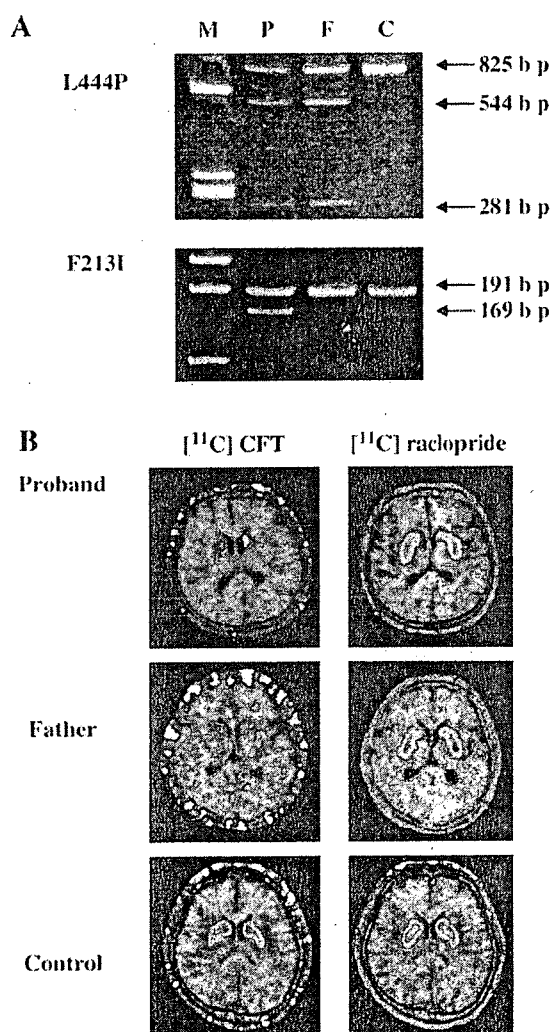 A
M P F C
L444P
825 b p
544 b p
281 b p
F213I
191 b p
169 b p
B
[¹¹C] CFT [¹¹C] raclopride
Proband
Father
Control